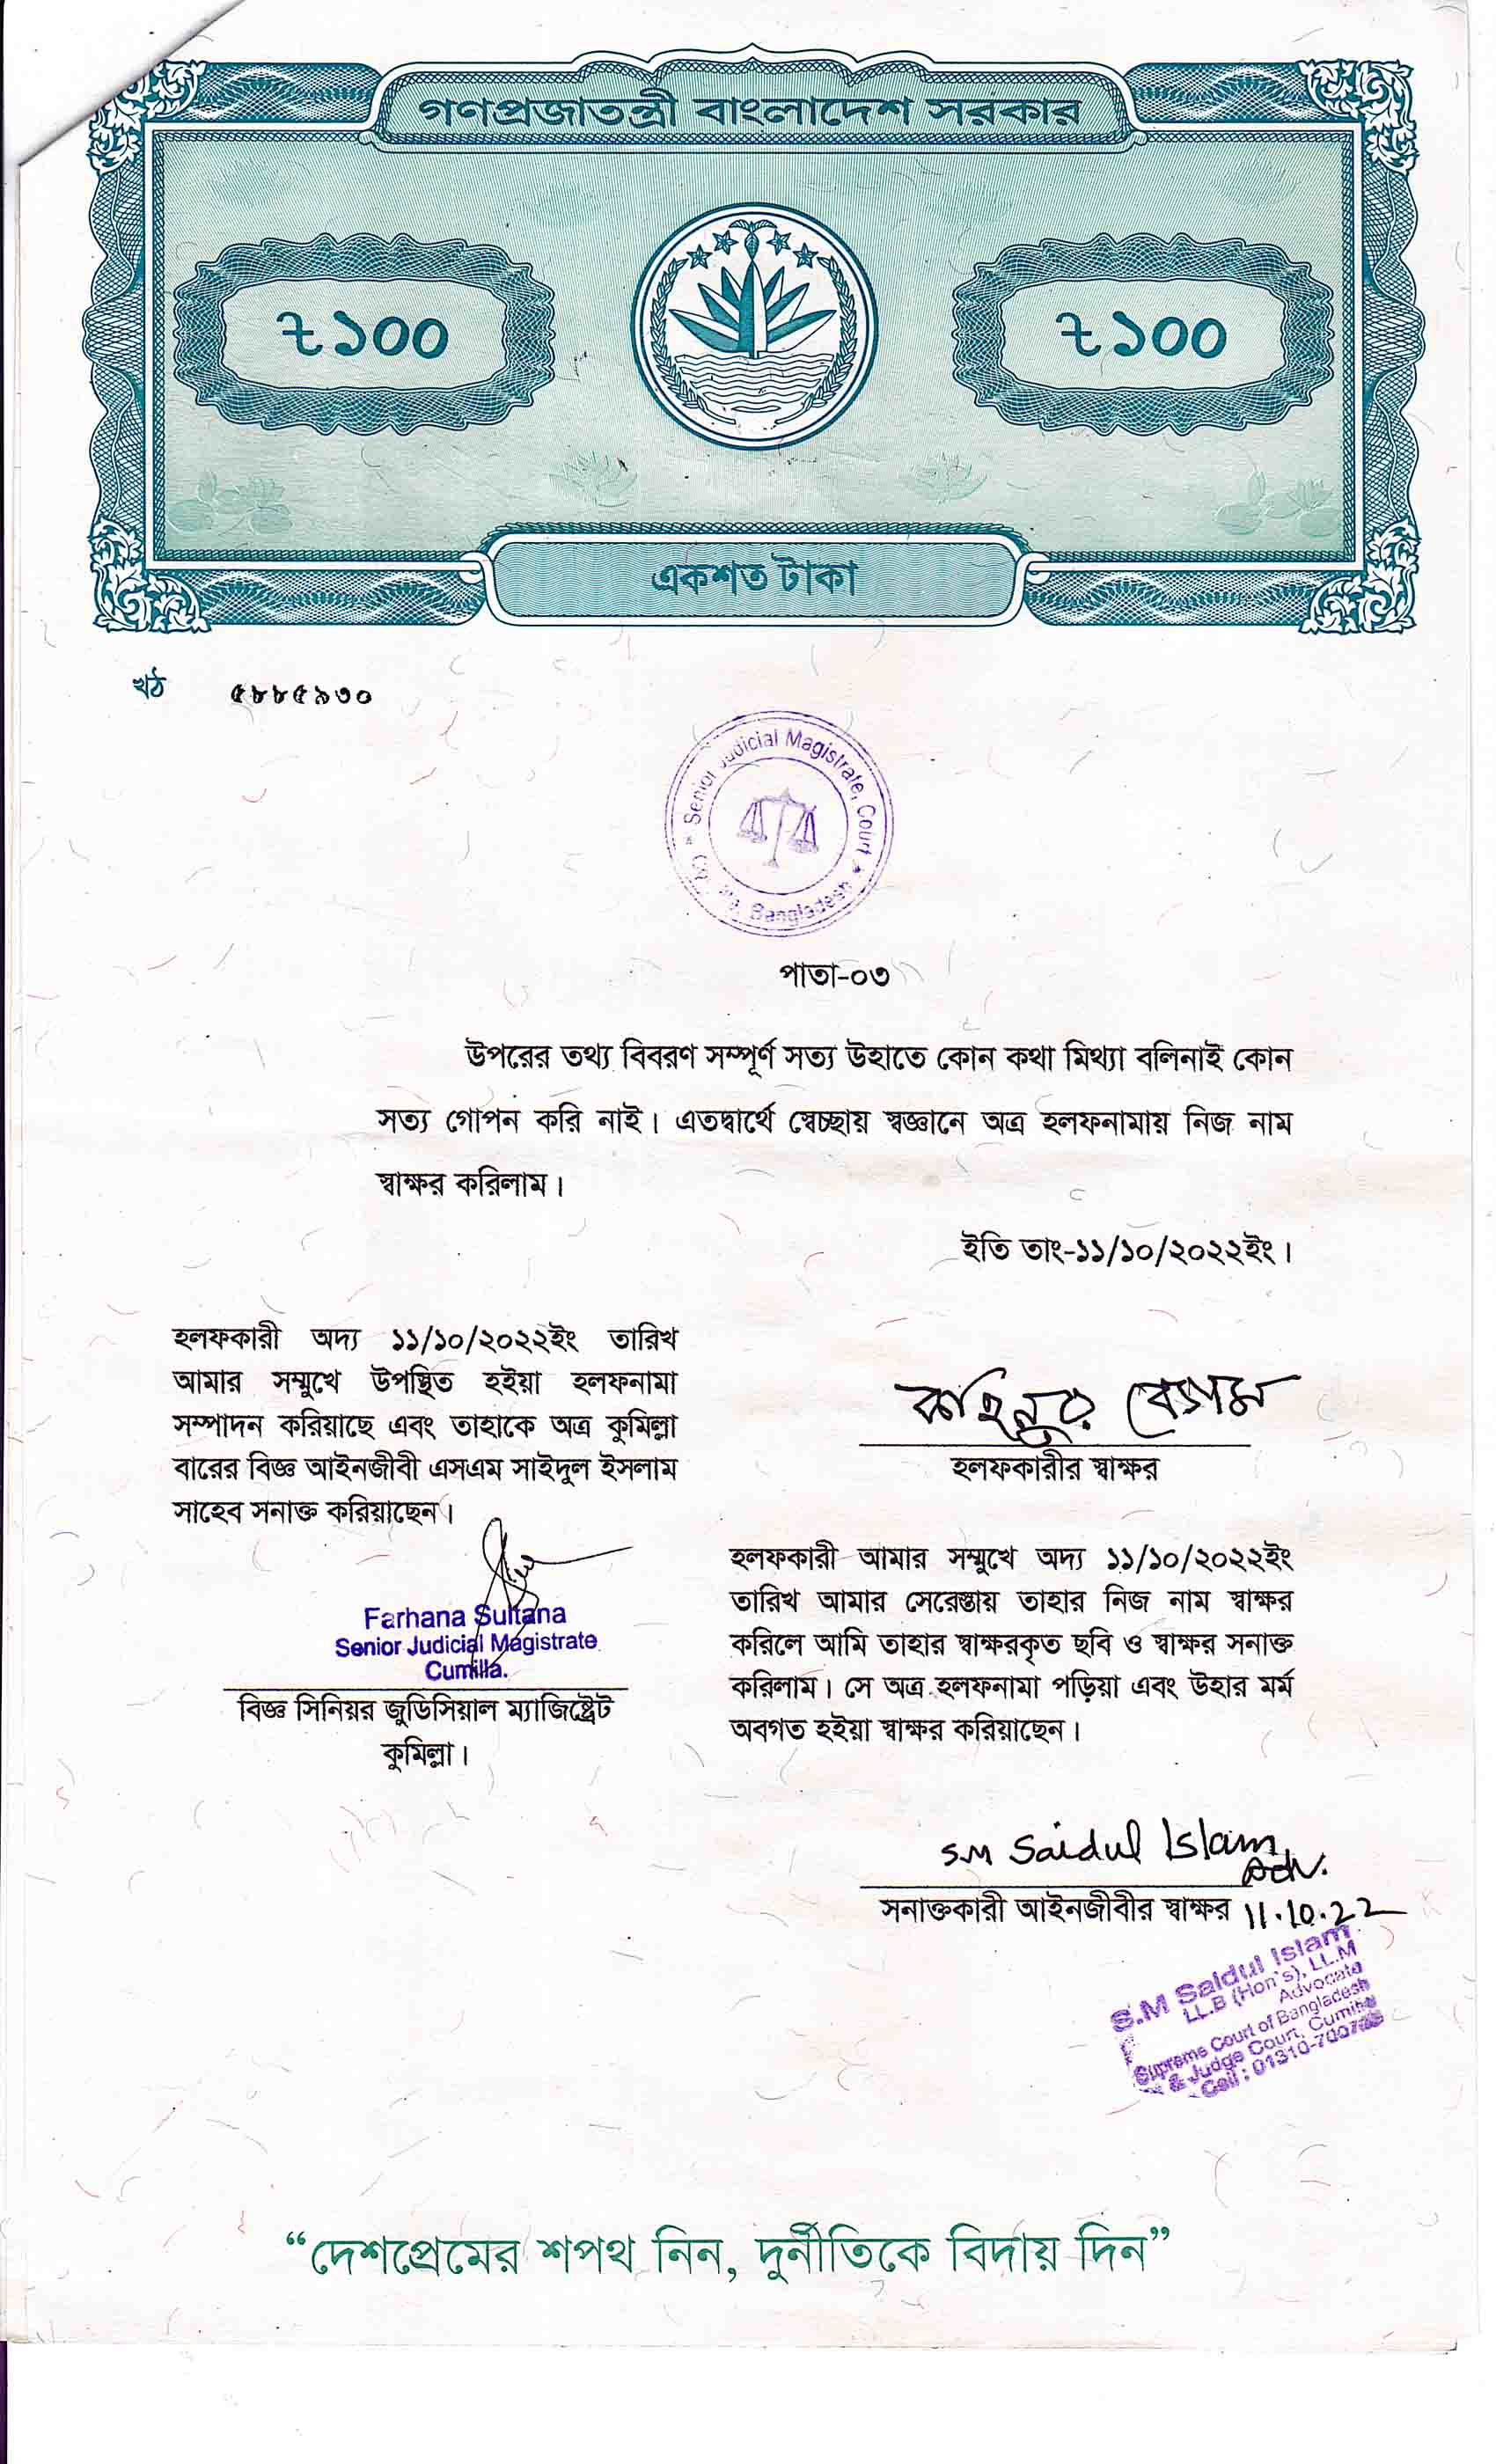 গণপ্রজাতন্ত্রী বাংলাদেশ সরকার
৳১০০
৳১০০
একশত টাকা
খঠ ৫৮৮৫৯৩০
Senior Judicial Magistrate, Court
Bangladesh
পাতা-০৩
উপরের তথ্য বিবরণ সম্পূর্ণ সত্য উহাতে কোন কথা মিথ্যা বলিনাই কোন
সত্য গোপন করি নাই। এতদ্বার্থে স্বেচ্ছায় স্বজ্ঞানে অত্র হলফনামায় নিজ নাম
স্বাক্ষর করিলাম।
ইতি তাং-১১/১০/২০২২ইং।
হলফকারী অদ্য ১১/১০/২০২২ইং তারিখ
আমার সম্মুখে উপস্থিত হইয়া হলফনামা
সম্পাদন করিয়াছে এবং তাহাকে অত্র কুমিল্লা
বারের বিজ্ঞ আইনজীবী এসএম সাইদুল ইসলাম
সাহেব সনাক্ত করিয়াছেন।
Farhana Sultana
Senior Judicial Magistrate
Cumilla.
বিজ্ঞ সিনিয়র জুডিসিয়াল ম্যাজিষ্ট্রেট
কুমিল্লা।
কহিনুর বেগম
হলফকারীর স্বাক্ষর
হলফকারী আমার সম্মুখে অদ্য ১১/১০/২০২২ইং
তারিখ আমার সেরেস্তায় তাহার নিজ নাম স্বাক্ষর
করিলে আমি তাহার স্বাক্ষরকৃত ছবি ও স্বাক্ষর সনাক্ত
করিলাম। সে অত্র হলফনামা পড়িয়া এবং উহার মর্ম
অবগত হইয়া স্বাক্ষর করিয়াছেন।
S.M Saidul Islam
Adv.
সনাক্তকারী আইনজীবীর স্বাক্ষর 11.10.22
S.M Saidul Islam
LL.B (Hon's), LL.M
Advocate
Supreme Court of Bangladesh
& Judge Court, Cumilla
Cell :
“দেশপ্রেমের শপথ নিন, দুর্নীতিকে বিদায় দিন”